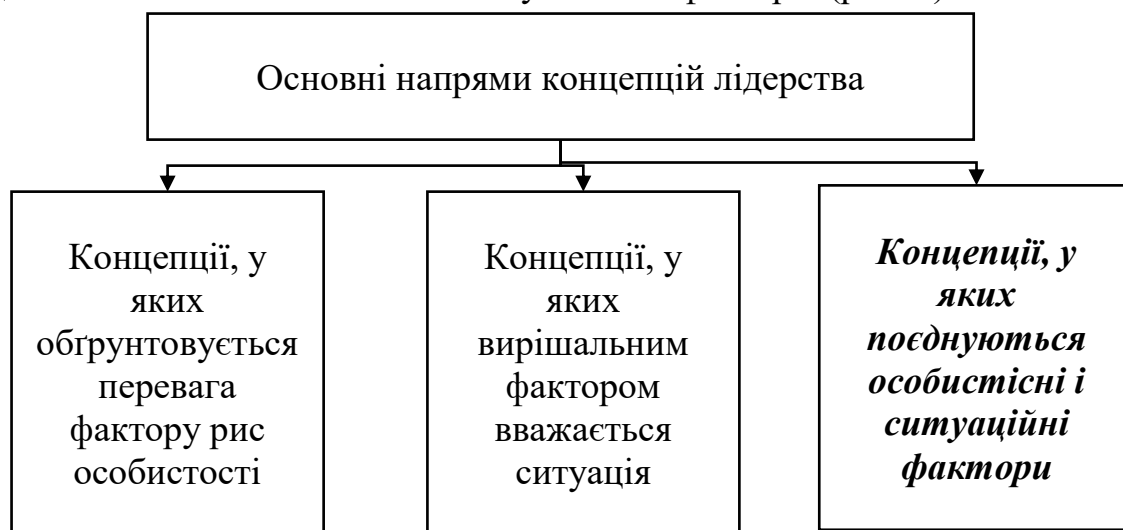 Основні напрями концепцій лідерства
Концепції, у
яких
обґрунтовується
перевага
фактору рис
особистості
Концепції, у
яких
вирішальним
фактором
вважається
ситуація
Концепції, у
яких
поєднуються
особистісні і
ситуаційні
фактори